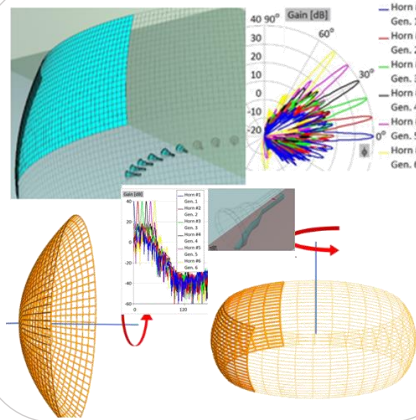 40 90°
Gain [dB]
60°
30
20
30°
10
0
-10
-20
0°
ϕ
Horn
Gen. 1
Horn
Gen. 2
Horn
Gen. 3
Horn
Gen. 4
Horn
Gen. 5
Horn
Gen. 6
Gain [dB]
40
20
0
-20
-40
-60
0
120
Horn #1
Gen. 1
Horn #2
Gen. 2
Horn #3
Gen. 3
Horn #4
Gen. 4
Horn #5
Gen. 5
Horn #6
Gen. 6